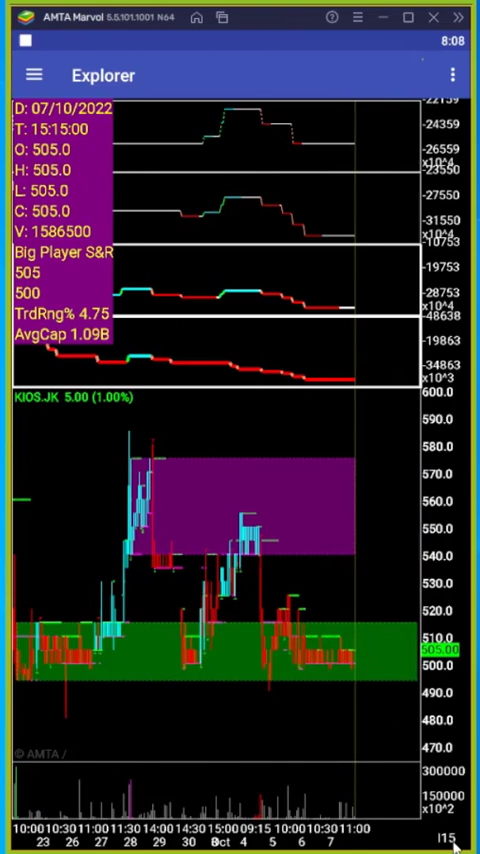 AMTA Marvol 5.5.101.1001 N64
8:08
Explorer
D: 07/10/2022
T: 15:15:00
O: 505.0
H: 505.0
L: 505.0
C: 505.0
V: 1586500
Big Player S&R
505
500
TrdRng% 4.75
AvgCap 1.09B
-22159
-24359
-26559
x10^4
-23550
-27550
-31550
x10^4
-10753
-19753
-28753
x10^4
-48638
-19863
-34863
x10^3
KIOS.JK 5.00 (1.00%)
600.0
590.0
580.0
570.0
560.0
550.0
540.0
530.0
520.0
510.0
505.00
500.0
490.0
480.0
470.0
© AMTA /
300000
150000
x10^2
10:00 10:30 11:00 11:30 14:00 14:30 15:00 09:15 10:00 10:30 11:00
23 26 27 28 29 30 Oct 4 5 6 7
I15